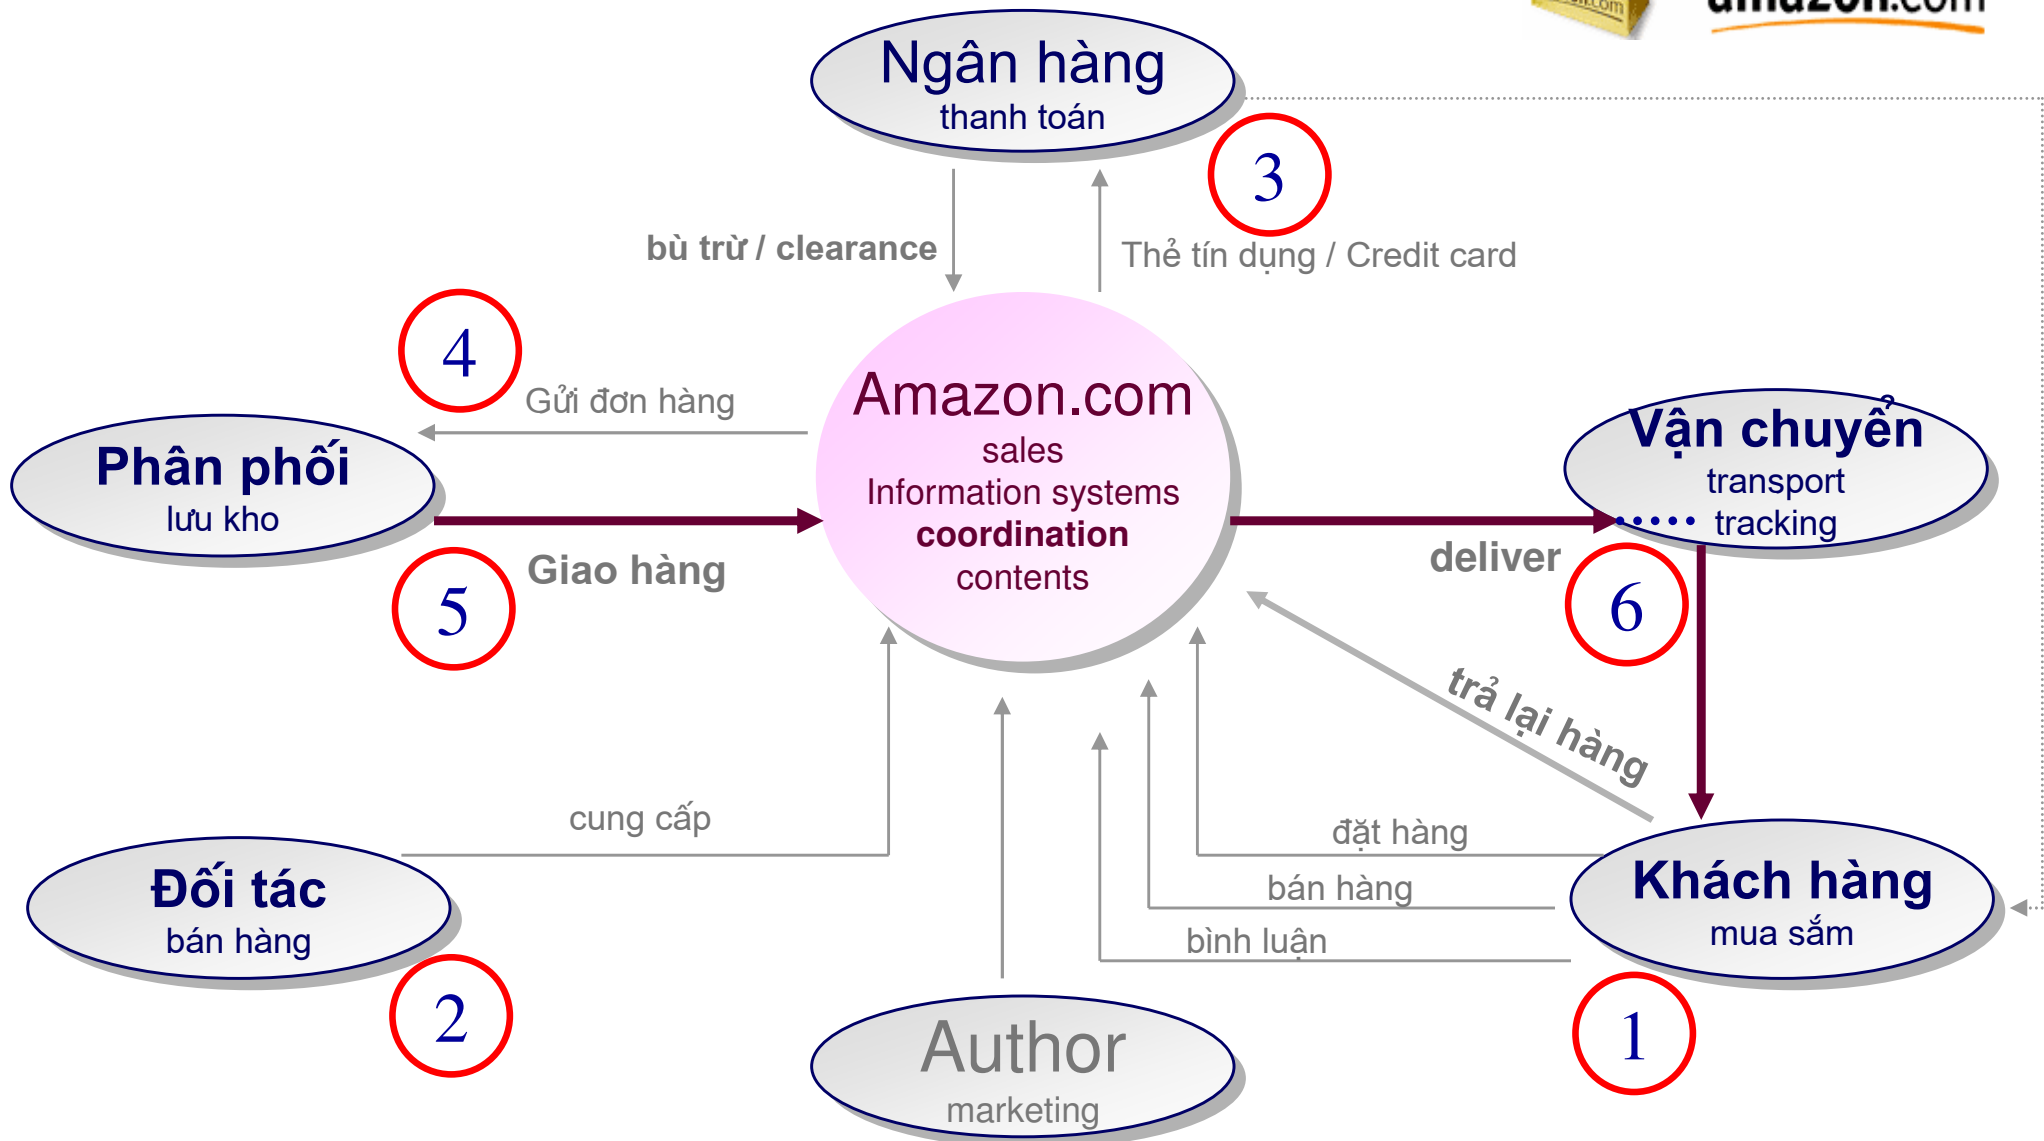 amazon.com
Ngân hàng
thanh toán
3
bù trừ / clearance
Thẻ tín dụng / Credit card
4
Gửi đơn hàng
Amazon.com
sales
Information systems
coordination
contents
Phân phối
lưu kho
Vận chuyển
transport
tracking
Giao hàng
deliver
5
6
trả lại hàng
cung cấp
đặt hàng
bán hàng
bình luận
Đối tác
bán hàng
Khách hàng
mua sắm
2
1
Author
marketing